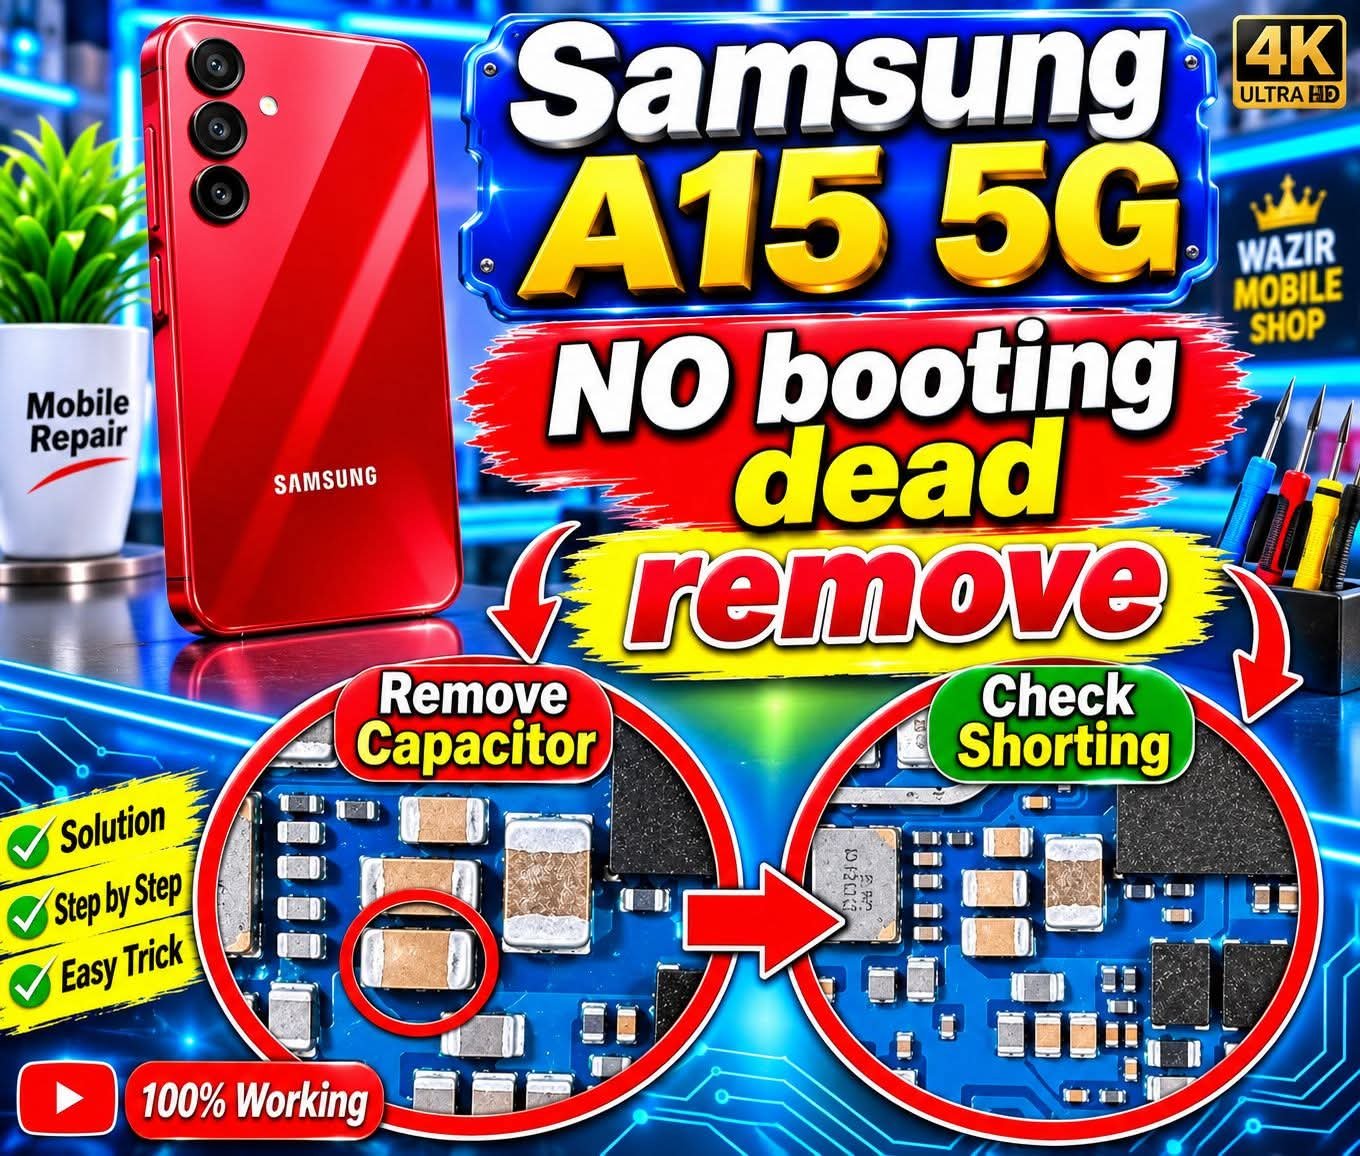 Samsung
A15 5G
4K
ULTRA HD
WAZIR
MOBILE
SHOP
NO booting
dead
remove
Mobile
Repair
SAMSUNG
Remove
Capacitor
Check
Shorting
Solution
Step by Step
Easy Trick
100% Working